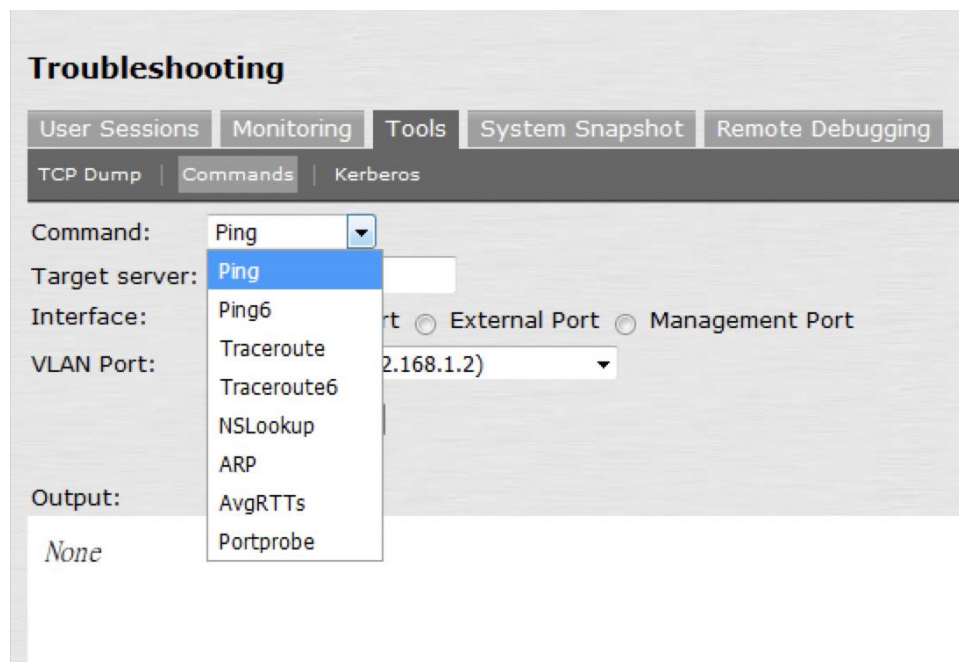 Troubleshooting
User Sessions Monitoring Tools System Snapshot Remote Debugging
TCP Dump | Commands | Kerberos
Command: Ping
Target server:
Ping
Ping6
Interface: rt External Port Management Port
Traceroute
VLAN Port: 2.168.1.2)
Traceroute6
NSLookup
ARP
Output:
AvgRTTs
Portprobe
None